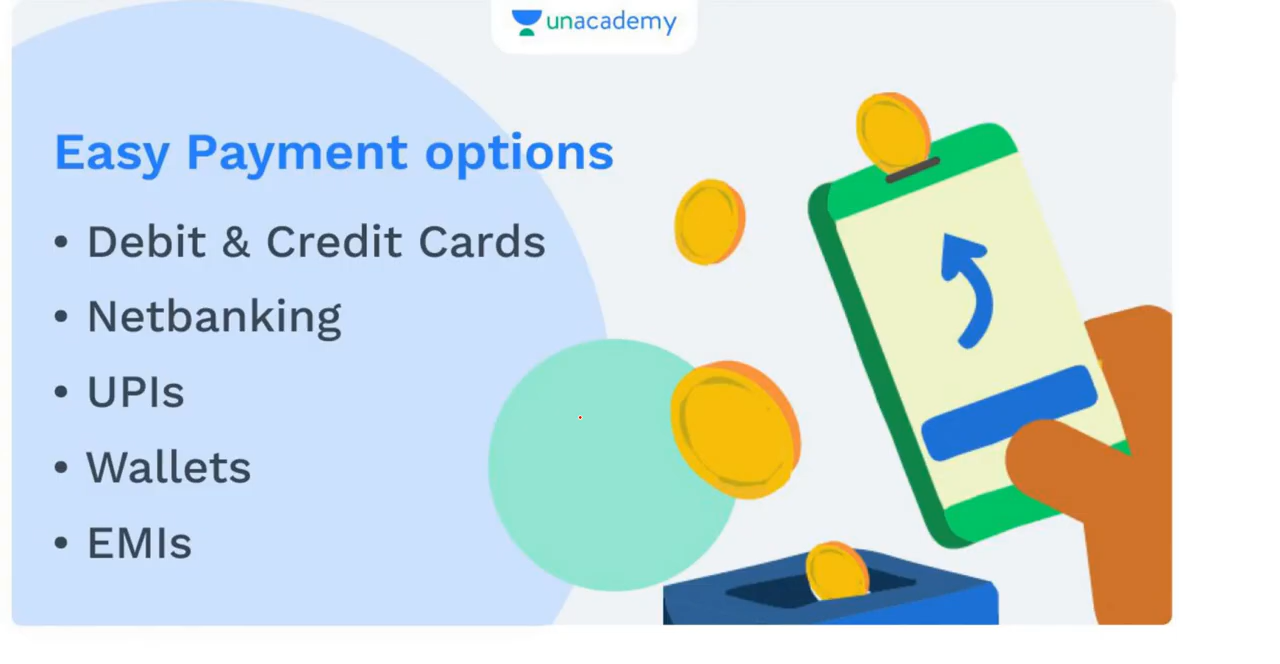 unacademy
Easy Payment options
• Debit & Credit Cards
• Netbanking
• UPIs
• Wallets
• EMIs